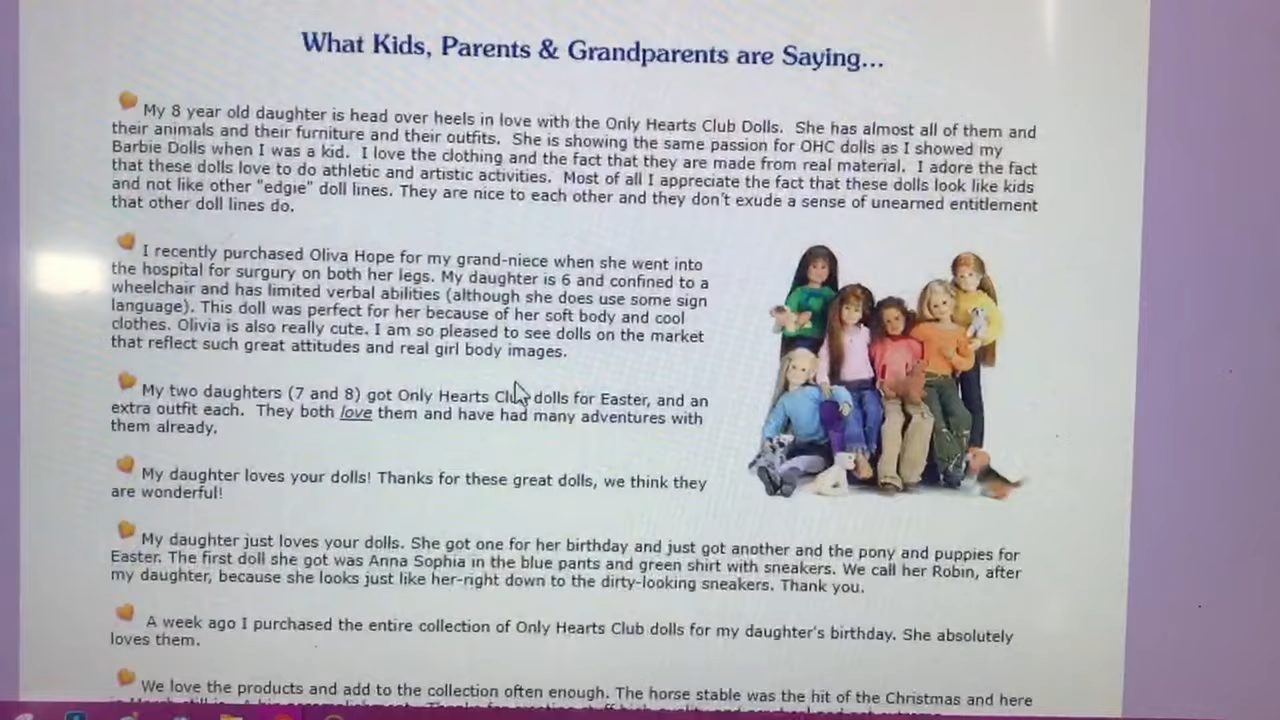 What Kids, Parents & Grandparents are Saying...
My 8 year old daughter is head over heels in love with the Only Hearts Club Dolls. She has almost all of them and
their animals and their furniture and their outfits. She is showing the same passion for OHC dolls as I showed my
Barbie Dolls when I was a kid. I love the clothing and the fact that they are made from real material. I adore the fact
that these dolls love to do athletic and artistic activities. Most of all I appreciate the fact that these dolls look like kids
and not like other "edgie" doll lines. They are nice to each other and they don't exude a sense of unearned entitlement
that other doll lines do.
I recently purchased Oliva Hope for my grand-niece when she went into
the hospital for surgury on both her legs. My daughter is 6 and confined to a
wheelchair and has limited verbal abilities (although she does use some sign
language). This doll was perfect for her because of her soft body and cool
clothes. Olivia is also really cute. I am so pleased to see dolls on the market
that reflect such great attitudes and real girl body images.
My two daughters (7 and 8) got Only Hearts Club dolls for Easter, and an
extra outfit each. They both love them and have had many adventures with
them already.
My daughter loves your dolls! Thanks for these great dolls, we think they
are wonderful!
My daughter just loves your dolls. She got one for her birthday and just got another and the pony and puppies for
Easter. The first doll she got was Anna Sophia in the blue pants and green shirt with sneakers. We call her Robin, after
my daughter, because she looks just like her-right down to the dirty-looking sneakers. Thank you.
A week ago I purchased the entire collection of Only Hearts Club dolls for my daughter's birthday. She absolutely
loves them.
We love the products and add to the collection often enough. The horse stable was the hit of the Christmas and here